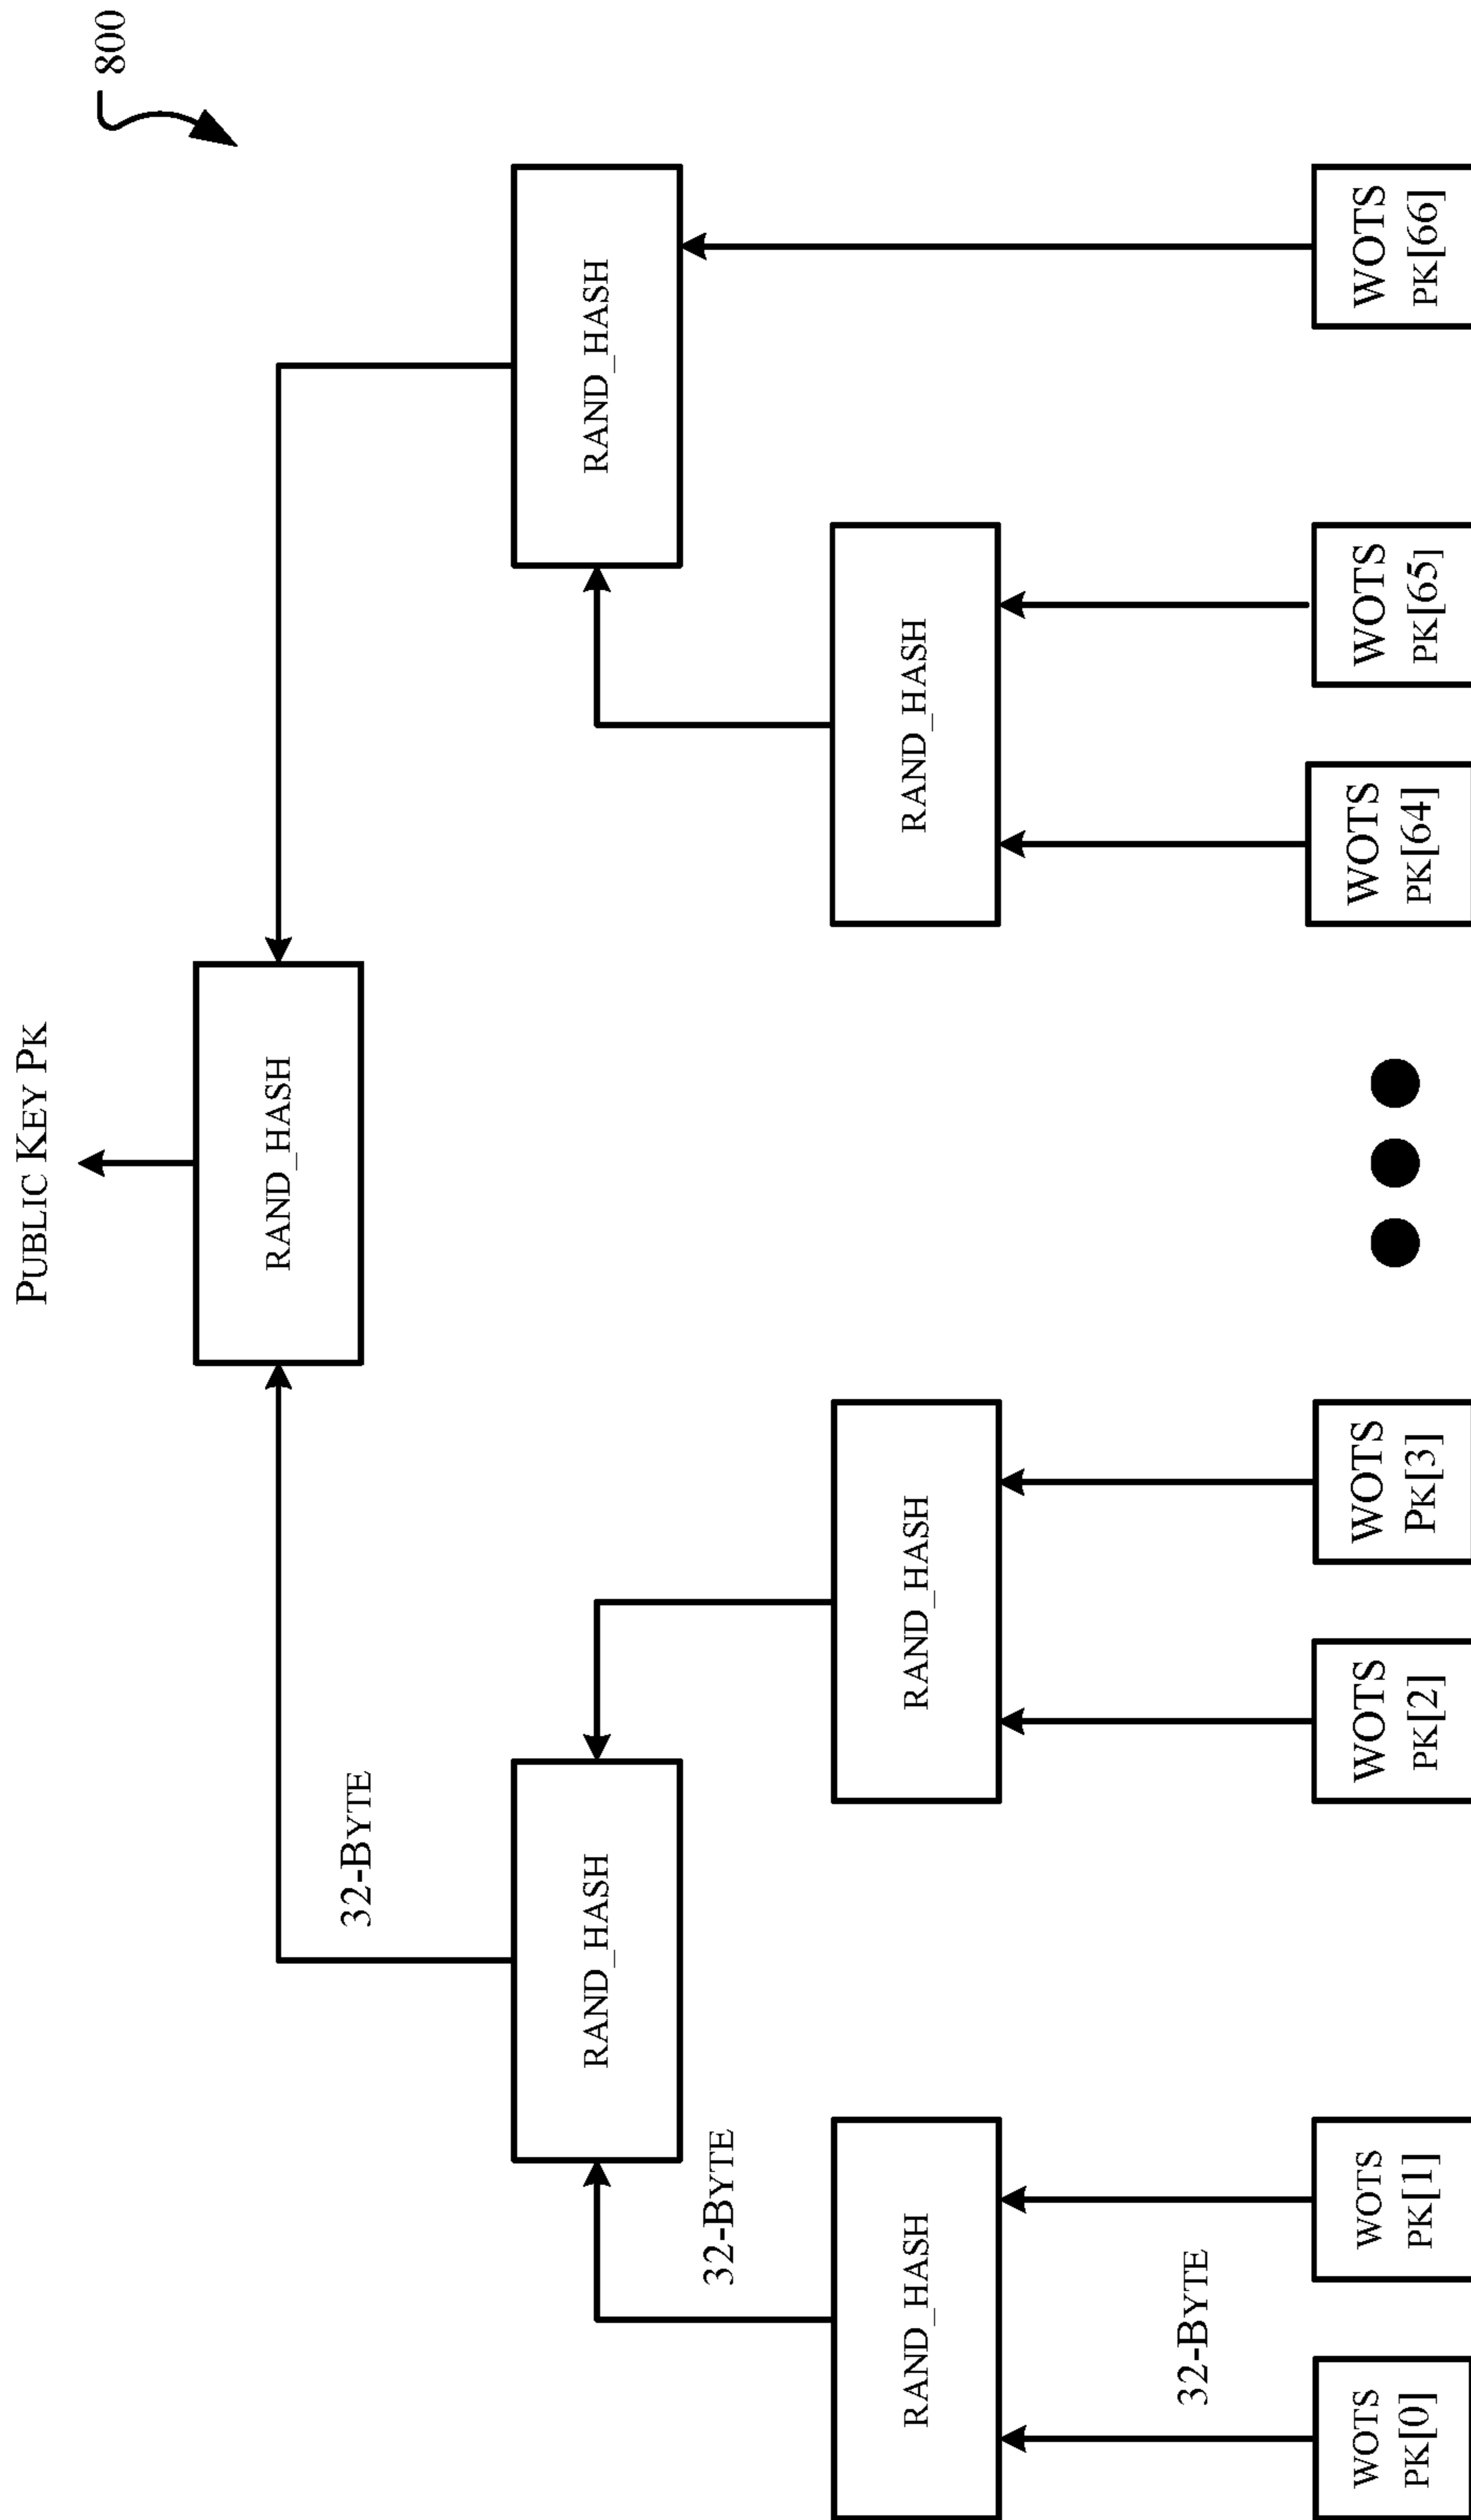 800
PUBLIC KEY PK
RAND_HASH
32-BYTE
RAND_HASH
RAND_HASH
32-BYTE
RAND_HASH
RAND_HASH
RAND_HASH
32-BYTE
WOTS
PK[0]
WOTS
PK[1]
WOTS
PK[2]
WOTS
PK[3]
WOTS
PK[64]
WOTS
PK[65]
WOTS
PK[66]